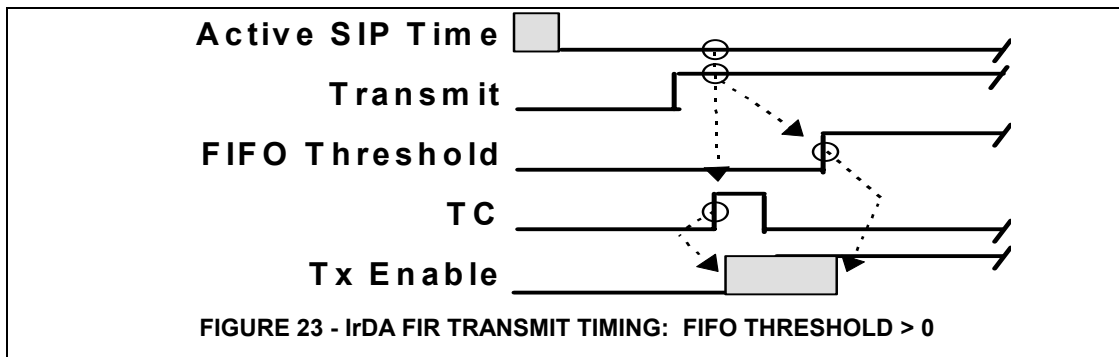 Active SIP Time
Transmit
FIFO Threshold
TC
Tx Enable
FIGURE 23 - IrDA FIR TRANSMIT TIMING: FIFO THRESHOLD > 0